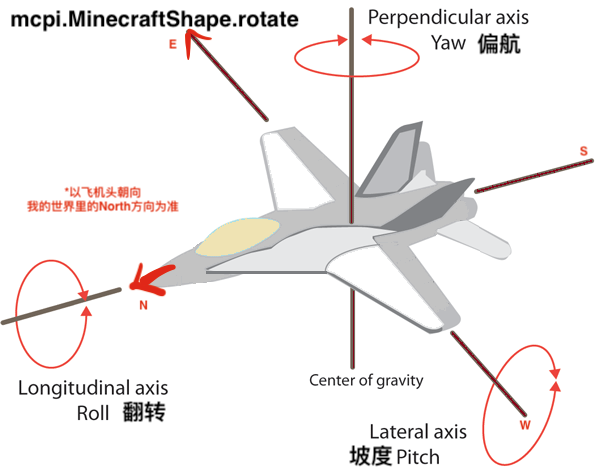 mcpi.MinecraftShape.rotate
Perpendicular axis
Yaw 偏航
E
S
*以飞机头朝向
我的世界里的North方向为准
N
Longitudinal axis
Roll 翻转
Center of gravity
W
Lateral axis
坡度 Pitch